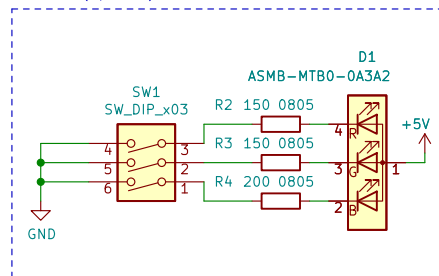 D1
ASMB-MTB0-0A3A2
SW1
SW_DIP_x03
R2 150 0805
+5V
4
3
4
R
R3 150 0805
5
2
3
G
1
R4 200 0805
6
1
2
B
GND